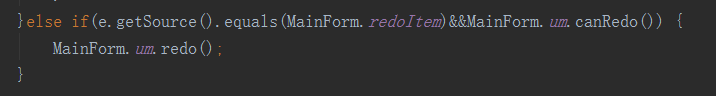 }else if(e.getSource().equals(MainForm.redoItem)&&MainForm.um.canRedo()) {
MainForm.um.redo();
}